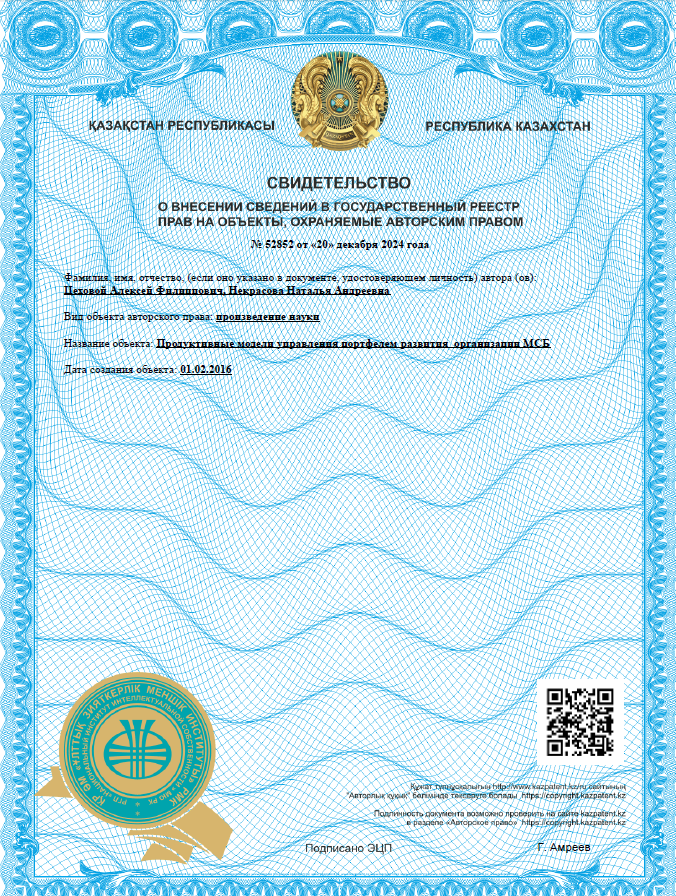 ҚАЗАҚСТАН РЕСПУБЛИКАСЫ
РЕСПУБЛИКА КАЗАХСТАН
СВИДЕТЕЛЬСТВО
О ВНЕСЕНИИ СВЕДЕНИЙ В ГОСУДАРСТВЕННЫЙ РЕЕСТР
ПРАВ НА ОБЪЕКТЫ, ОХРАНЯЕМЫЕ АВТОРСКИМ ПРАВОМ
№ 52852 от «20» декабря 2024 года
Фамилия, имя, отчество, (если оно указано в документе, удостоверяющем личность) автора (ов):
Цеховой Алексей Филиппович, Некрасова Наталья Андреевна
Вид объекта авторского права: произведение науки
Название объекта: Продуктивные модели управления портфелем развития организации МСБ
Дата создания объекта: 01.02.2016
ҚР ӘМ "ҰЛТТЫҚ ЗИЯТКЕРЛІК МЕНШІК ИНСТИТУТЫ" РМК
РГП "НАЦИОНАЛЬНЫЙ ИНСТИТУТ ИНТЕЛЛЕКТУАЛЬНОЙ СОБСТВЕННОСТИ" МЮ РК
Құжат түпнұсқалығын http://www.kazpatent.kz/ru сайтының
"Авторлық құқық" бөлімінде тексеруге болады https://copyright.kazpatent.kz
Подлинность документа возможно проверить на сайте kazpatent.kz
в разделе «Авторское право» https://copyright.kazpatent.kz
Подписано ЭЦП
Г. Амреев